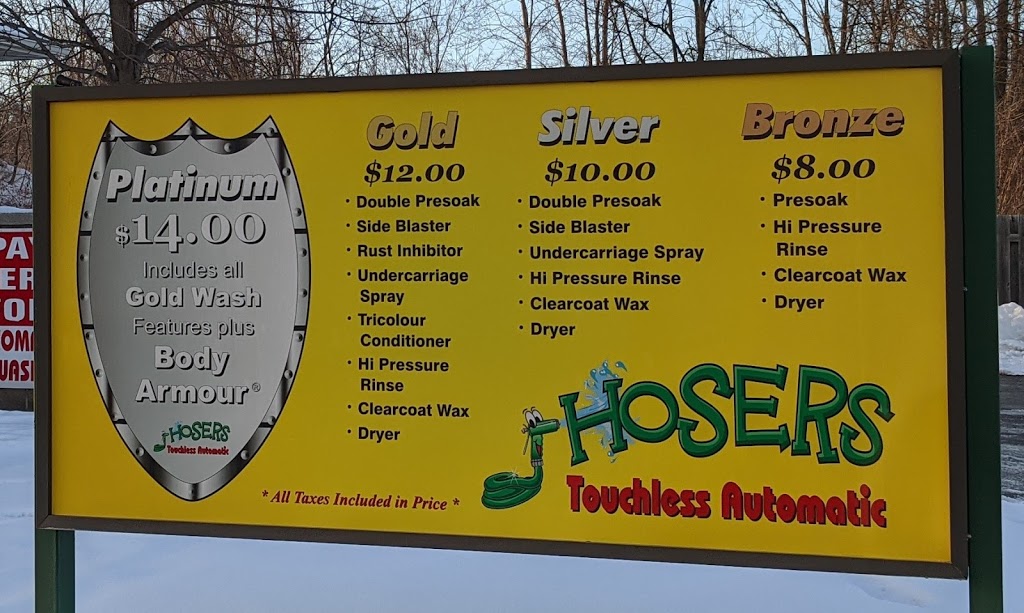 Platinum
$14.00
Includes all
Gold Wash
Features plus
Body
Armour®
HOSERS
Touchless Automatic
Gold
$12.00
· Double Presoak
· Side Blaster
· Rust Inhibitor
· Undercarriage
Spray
· Tricolour
Conditioner
· Hi Pressure
Rinse
· Clearcoat Wax
· Dryer
Silver
$10.00
· Double Presoak
· Side Blaster
· Undercarriage Spray
· Hi Pressure Rinse
· Clearcoat Wax
· Dryer
Bronze
$8.00
· Presoak
· Hi Pressure
Rinse
· Clearcoat Wax
· Dryer
HOSERS
Touchless Automatic
* All Taxes Included in Price *
PA
ER